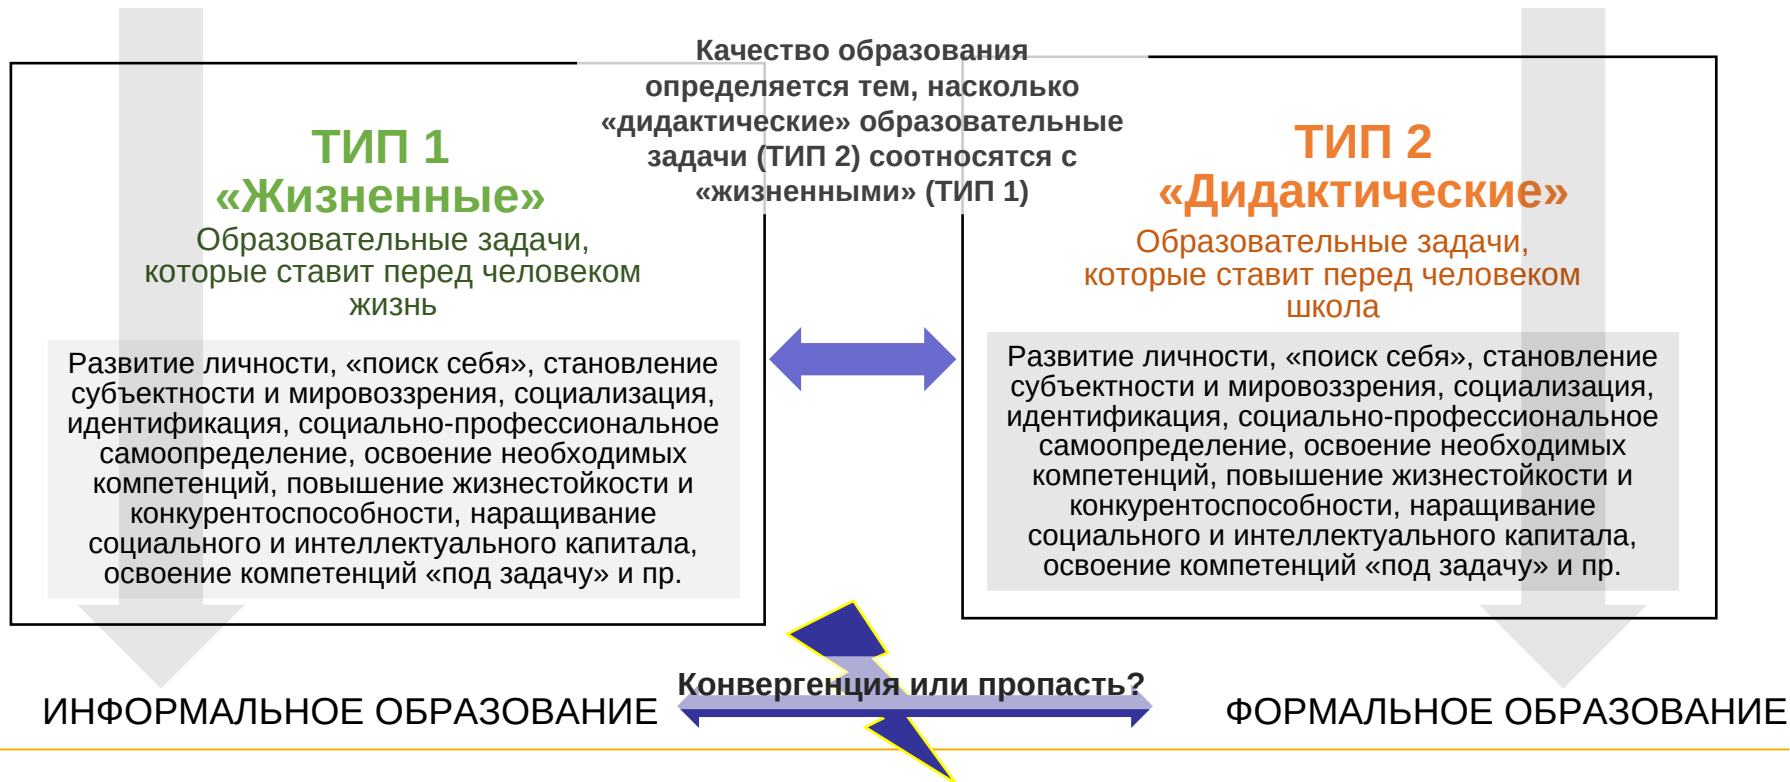 Качество образования
определяется тем, насколько
«дидактические» образовательные
задачи (ТИП 2) соотносятся с
«жизненными» (ТИП 1)
ТИП 1
«Жизненные»
Образовательные задачи,
которые ставит перед человеком
жизнь
Развитие личности, «поиск себя», становление
субъектности и мировоззрения, социализация,
идентификация, социально-профессиональное
самоопределение, освоение необходимых
компетенций, повышение жизнестойкости и
конкурентоспособности, наращивание
социального и интеллектуального капитала,
освоение компетенций «под задачу» и пр.
ТИП 2
«Дидактические»
Образовательные задачи,
которые ставит перед человеком
школа
Развитие личности, «поиск себя», становление
субъектности и мировоззрения, социализация,
идентификация, социально-профессиональное
самоопределение, освоение необходимых
компетенций, повышение жизнестойкости и
конкурентоспособности, наращивание
социального и интеллектуального капитала,
освоение компетенций «под задачу» и пр.
Конвергенция или пропасть?
ИНФОРМАЛЬНОЕ ОБРАЗОВАНИЕ
ФОРМАЛЬНОЕ ОБРАЗОВАНИЕ